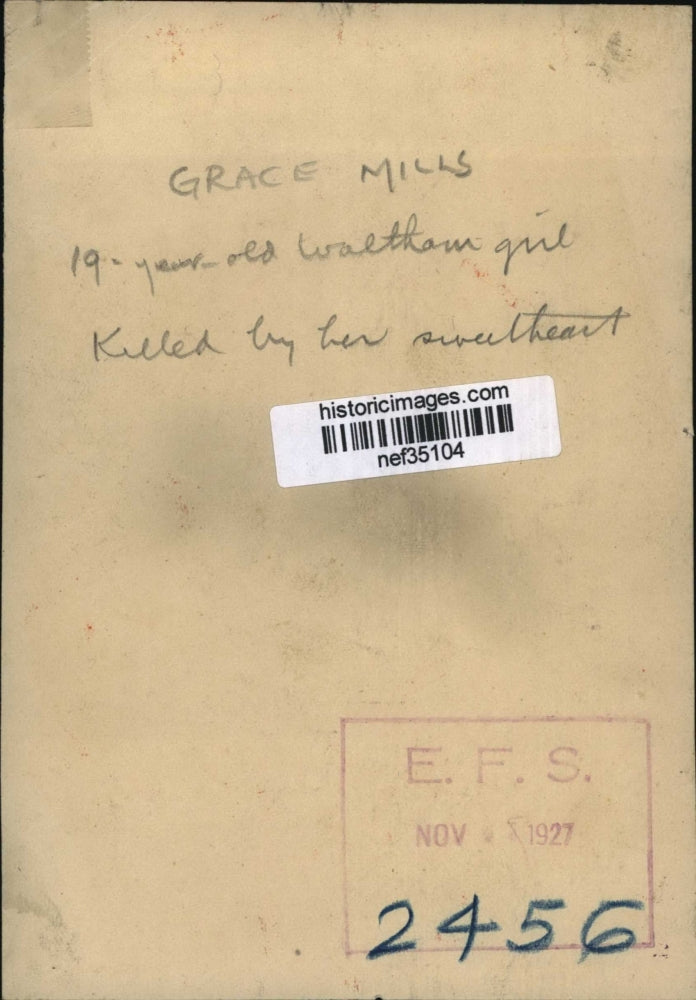 GRACE MILLS
19-year-old Waltham girl
Killed by her sweetheart
historicimages.com
nef35104
E. F. S.
NOV 1927
2456